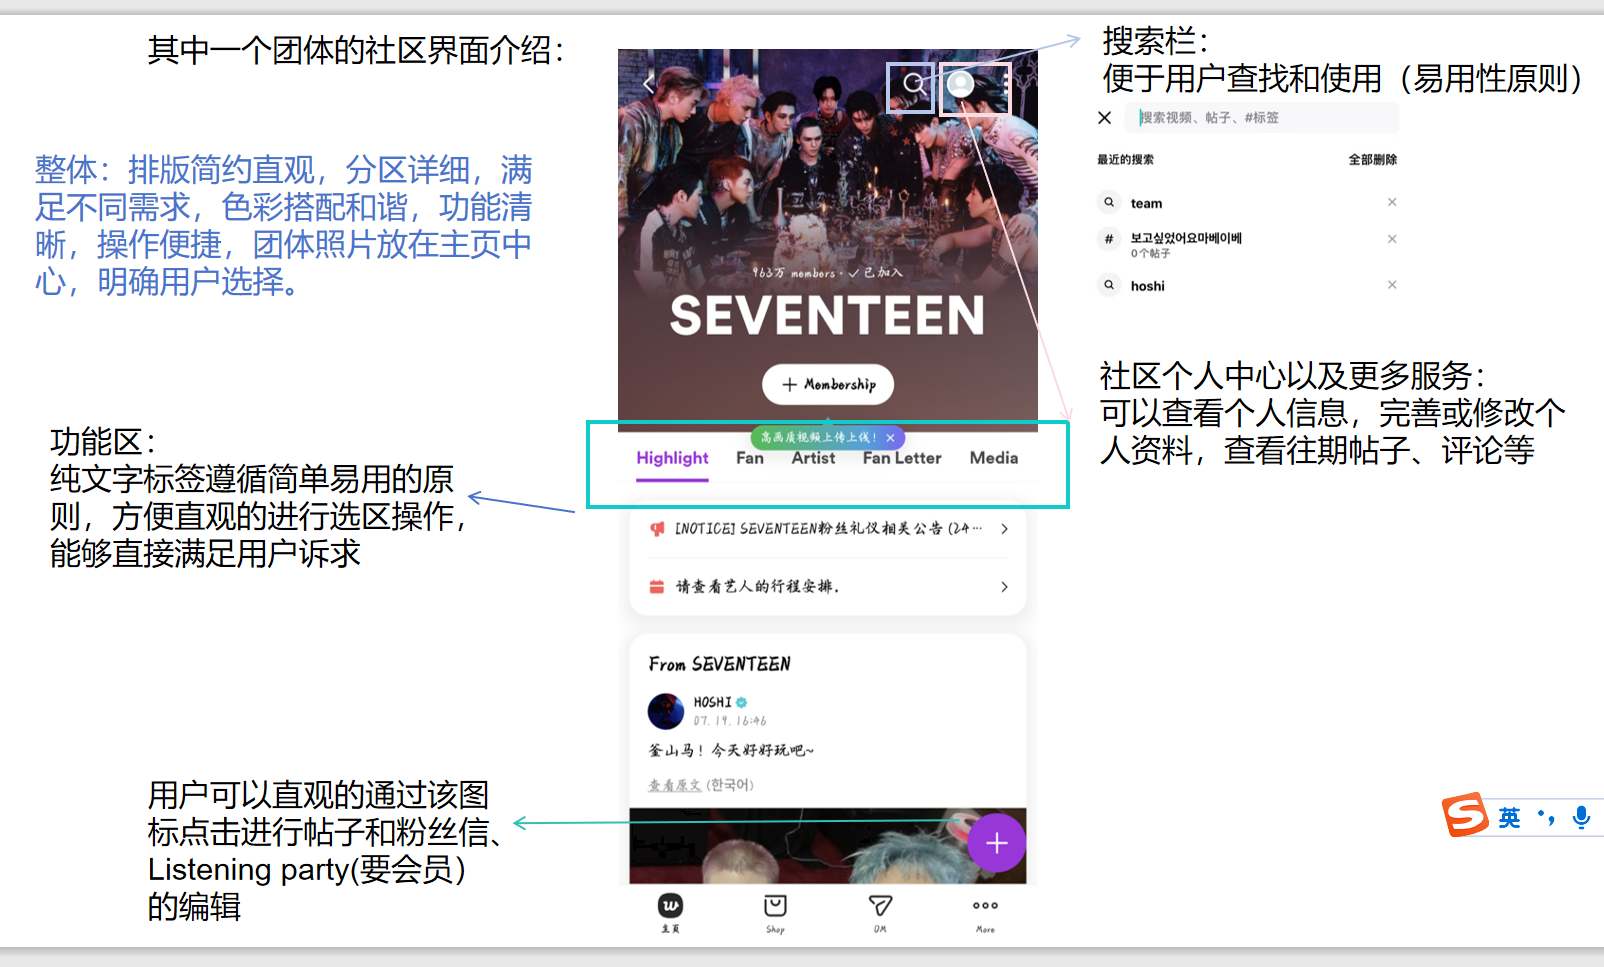 其中一个团体的社区界面介绍：
整体：排版简约直观，分区详细，满
足不同需求，色彩搭配和谐，功能清
晰，操作便捷，团体照片放在主页中
心，明确用户选择。
功能区：
纯文字标签遵循简单易用的原
则，方便直观的进行选区操作，
能够直接满足用户诉求
用户可以直观的通过该图
标点击进行帖子和粉丝信、
Listening party(要会员）
的编辑
963万 members · ✓已加入
SEVENTEEN
+ Membership
高画质视频上传上线！ ×
Highlight Fan Artist Fan Letter Media
[NOTICE] SEVENTEEN粉丝礼仪相关公告 (24…
请查看艺人的行程安排.
From SEVENTEEN
HOSHI
07. 19. 16:46
釜山马！今天好好玩吧~
查看原文 (한국어)
主页 Shop DM More
搜索栏：
便于用户查找和使用（易用性原则）
搜索视频、帖子、#标签
最近的搜索 全部删除
team
# 보고싶었어요마베이베
0个帖子
hoshi
社区个人中心以及更多服务：
可以查看个人信息，完善或修改个
人资料，查看往期帖子、评论等
英